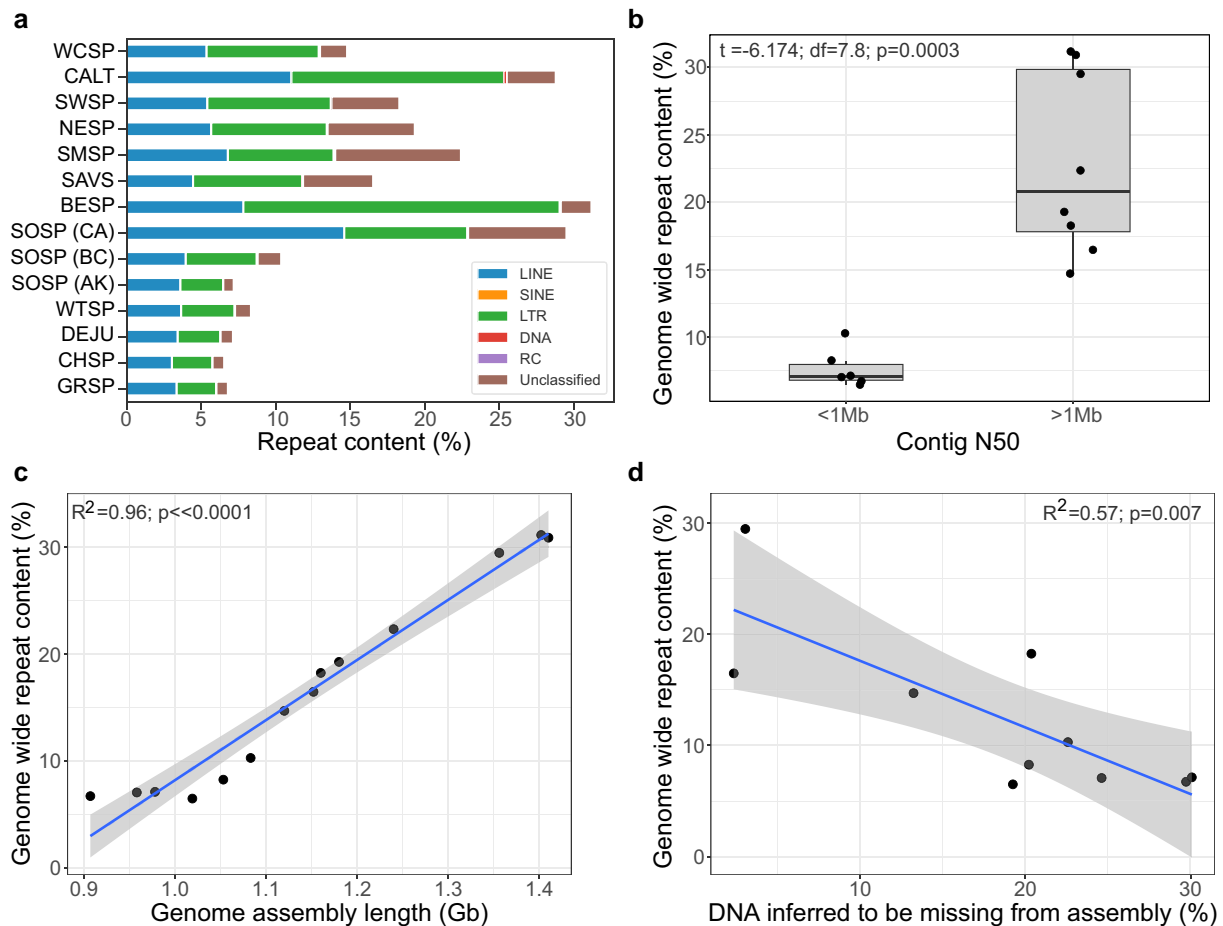 a
WCSP
CALT
SWSP
NESP
SMSP
SAVS
BESP
SOSP (CA)
SOSP (BC)
SOSP (AK)
WTSP
DEJU
CHSP
GRSP
LINE
SINE
LTR
DNA
RC
Unclassified
0 5 10 15 20 25 30
Repeat content (%)
b
t =-6.174; df=7.8; p=0.0003
Genome wide repeat content (%)
30
25
20
15
10
<1Mb >1Mb
Contig N50
c
R²=0.96; p<<0.0001
Genome wide repeat content (%)
30
20
10
0
0.9 1.0 1.1 1.2 1.3 1.4
Genome assembly length (Gb)
d
R²=0.57; p=0.007
Genome wide repeat content (%)
30
20
10
0
10 20 30
DNA inferred to be missing from assembly (%)